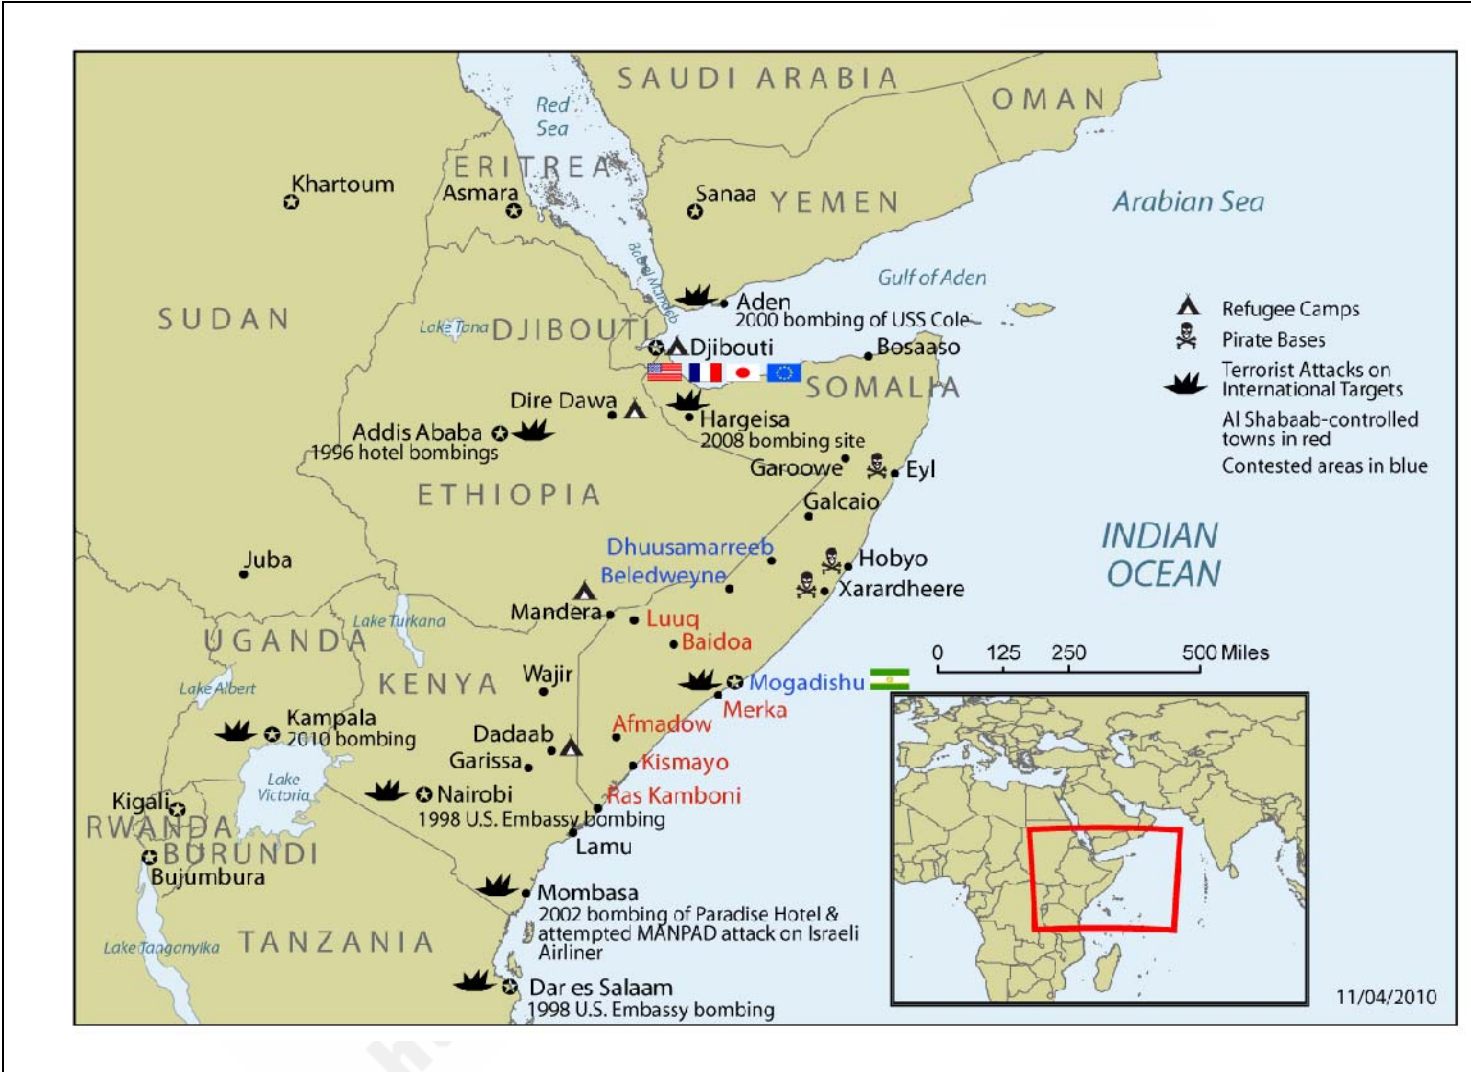 SAUDI ARABIA
OMAN
Red
Sea
ERITREA
Khartoum
Asmara
Sanaa
YEMEN
Arabian Sea
Bab el Mandeb
Gulf of Aden
Aden
2000 bombing of USS Cole
SUDAN
Lake Tana
DJIBOUTI
Djibouti
Bosaaso
SOMALIA
Refugee Camps
Pirate Bases
Terrorist Attacks on
International Targets
Al Shabaab-controlled
towns in red
Contested areas in blue
Dire Dawa
Hargeisa
2008 bombing site
Addis Ababa
1996 hotel bombings
Garoowe
Eyl
ETHIOPIA
Galcaio
INDIAN
OCEAN
Dhuusamarreeb
Beledweyne
Hobyo
Xarardheere
Juba
Mandera
Luuq
Baidoa
Lake Turkana
UGANDA
KENYA
Wajir
Lake Albert
Mogadishu
Merka
0 125 250 500 Miles
Kampala
2010 bombing
Dadaab
Garissa
Afmadow
Kismayo
Ras Kamboni
Lake
Victoria
Nairobi
1998 U.S. Embassy bombing
Lamu
Kigali
RWANDA
BURUNDI
Bujumbura
Mombasa
2002 bombing of Paradise Hotel &
attempted MANPAD attack on Israeli
Airliner
Lake Tangonyika
TANZANIA
Dar es Salaam
1998 U.S. Embassy bombing
11/04/2010